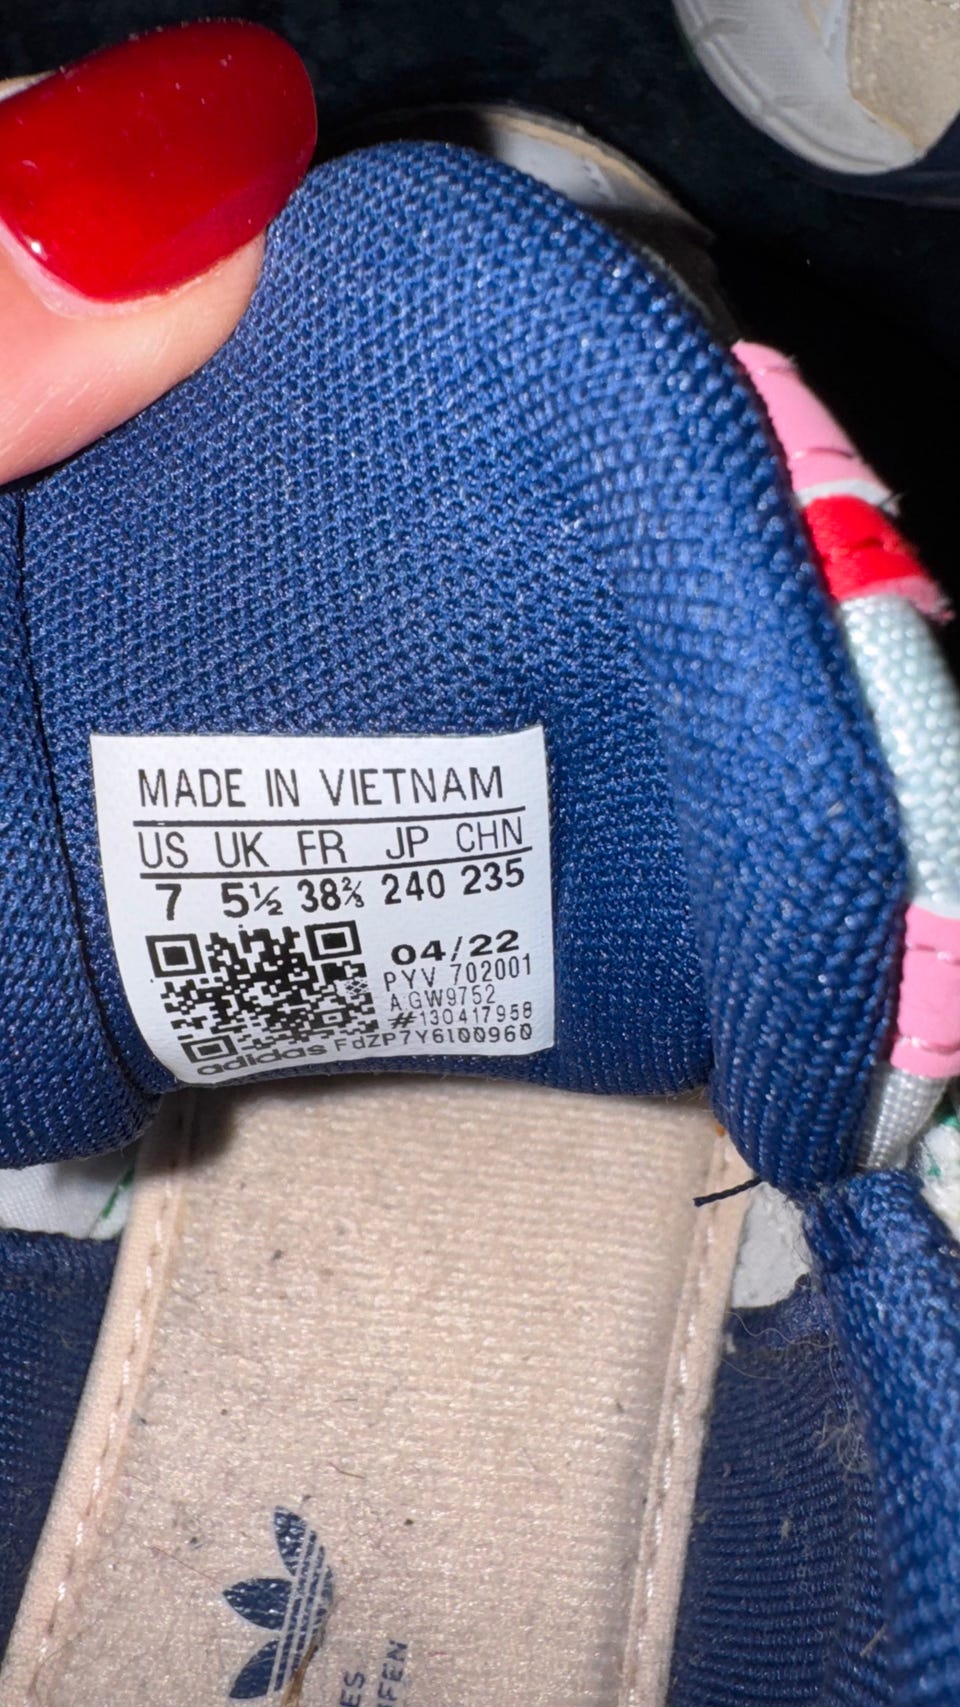 MADE IN VIETNAM
US UK FR JP CHN
7 5½ 38⅔ 240 235
04/22
PYV 702001
A GW9752
#130417958
adidas FdZP7Y6I00960